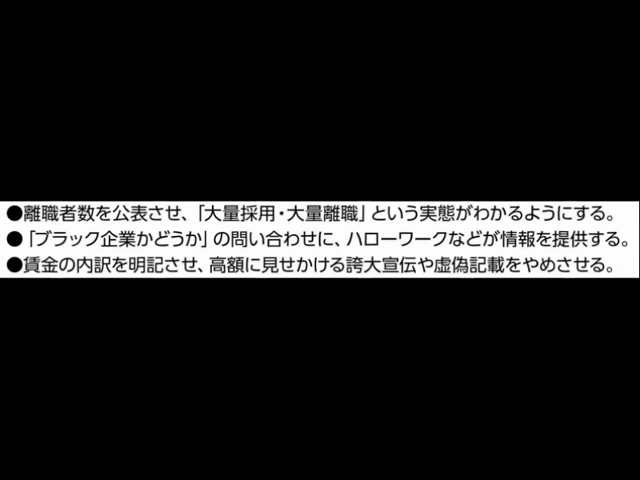 ●離職者数を公表させ、「大量採用・大量離職」という実態がわかるようにする。
●「ブラック企業かどうか」の問い合わせに、ハローワークなどが情報を提供する。
●賃金の内訳を明記させ、高額に見せかける誇大宣伝や虚偽記載をやめさせる。